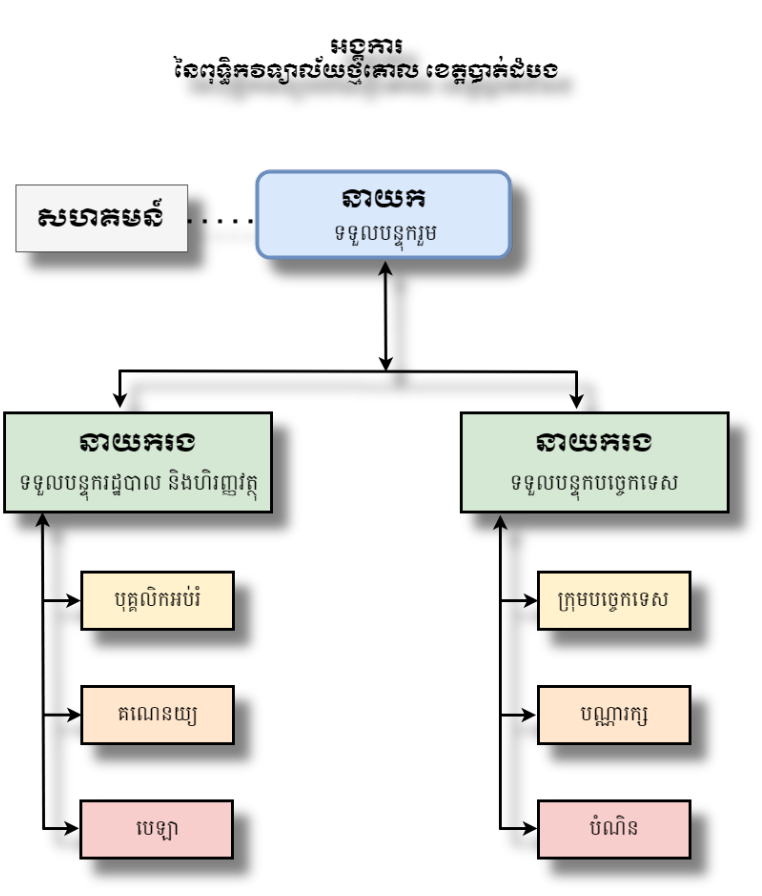 អង្គការ
នៃពុទ្ធិកវិទ្យាល័យថ្មគោល ខេត្តបាត់ដំបង
នាយក
ទទួលបន្ទុករួម
សហគមន៍
នាយករង
ទទួលបន្ទុករដ្ឋបាល និងហិរញ្ញវត្ថុ
នាយករង
ទទួលបន្ទុកបច្ចេកទេស
បុគ្គលិកអប់រំ
ក្រុមបច្ចេកទេស
គណេនយ្យ
បណ្ណារក្ស
បេឡា
បំណិន